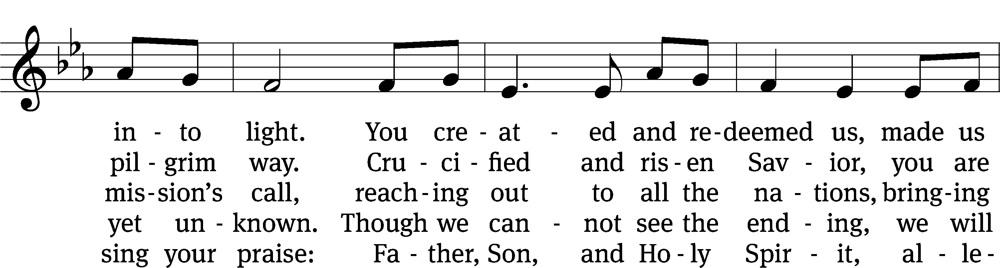 in - to light. You cre - at - ed and re - deemed us, made us
pil - grim way. Cru - ci - fied and ris - en Sav - ior, you are
mis - sion’s call, reach - ing out to all the na - tions, bring - ing
yet un - known. Though we can - not see the end - ing, we will
sing your praise: Fa - ther, Son, and Ho - ly Spir - it, al - le -